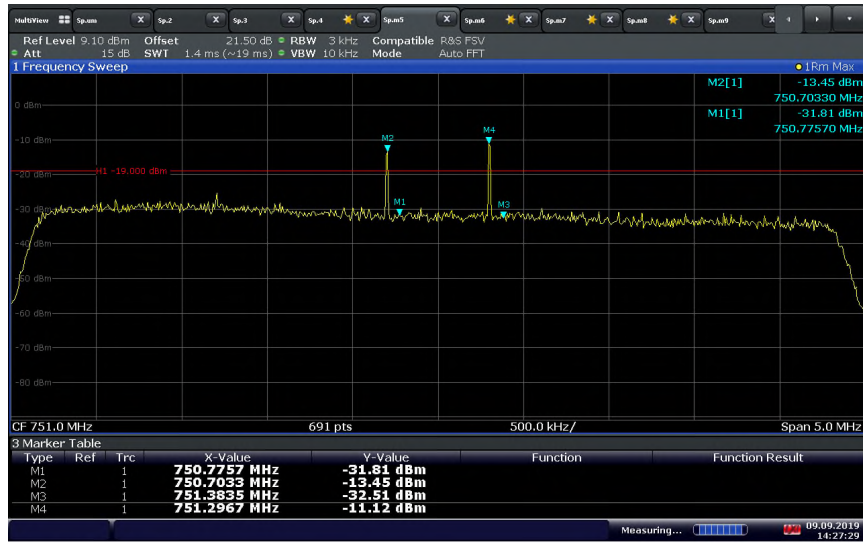 MultiView Sp.um X Sp.2 X Sp.3 X Sp.4 X Sp.m5 X Sp.m6 X Sp.m7 X Sp.m8 X Sp.m9 X
Ref Level 9.10 dBm Offset 21.50 dB RBW 3 kHz Compatible R&S FSV
Att 15 dB SWT 1.4 ms (~19 ms) VBW 10 kHz Mode Auto FFT
1 Frequency Sweep 1Rm Max
M2[1] -13.45 dBm
750.70330 MHz
M1[1] -31.81 dBm
750.77570 MHz
0 dBm
-10 dBm
M2 M4
H1 -19.000 dBm
-20 dBm
M1 M3
-30 dBm
-40 dBm
-50 dBm
-60 dBm
-70 dBm
-80 dBm
CF 751.0 MHz 691 pts 500.0 kHz/ Span 5.0 MHz
3 Marker Table
Type Ref Trc X-Value Y-Value Function Function Result
M1 1 750.7757 MHz -31.81 dBm
M2 1 750.7033 MHz -13.45 dBm
M3 1 751.3835 MHz -32.51 dBm
M4 1 751.2967 MHz -11.12 dBm
Measuring... 09.09.2019
14:27:29